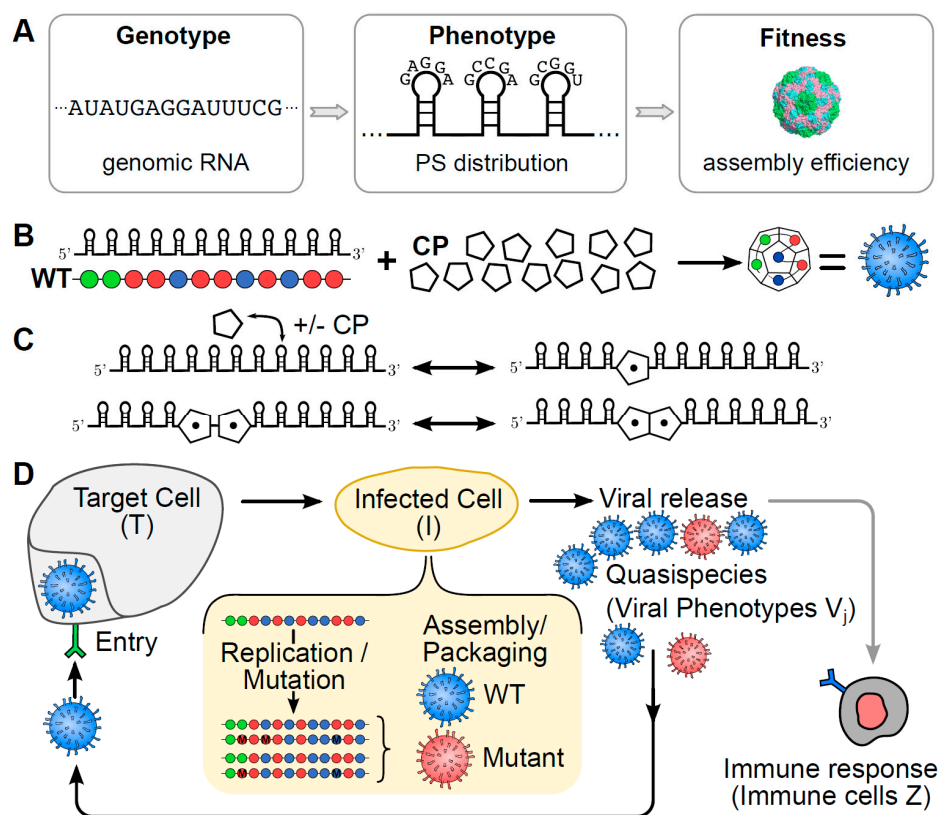 A
Genotype
Phenotype
Fitness
···AUAUGAGGAUUUCG···
G A G G A
G C C G A
G C G G U
genomic RNA
PS distribution
assembly efficiency
B
5’ 3’
WT
+
CP
=
C
+/- CP
5’ 3’
5’ 3’
5’ 3’
5’ 3’
D
Target Cell
(T)
Infected Cell
(I)
Viral release
Quasispecies
(Viral Phenotypes Vj)
Entry
Replication /
Mutation
M M M
M M
Assembly/
Packaging
WT
Mutant
Immune response
(Immune cells Z)